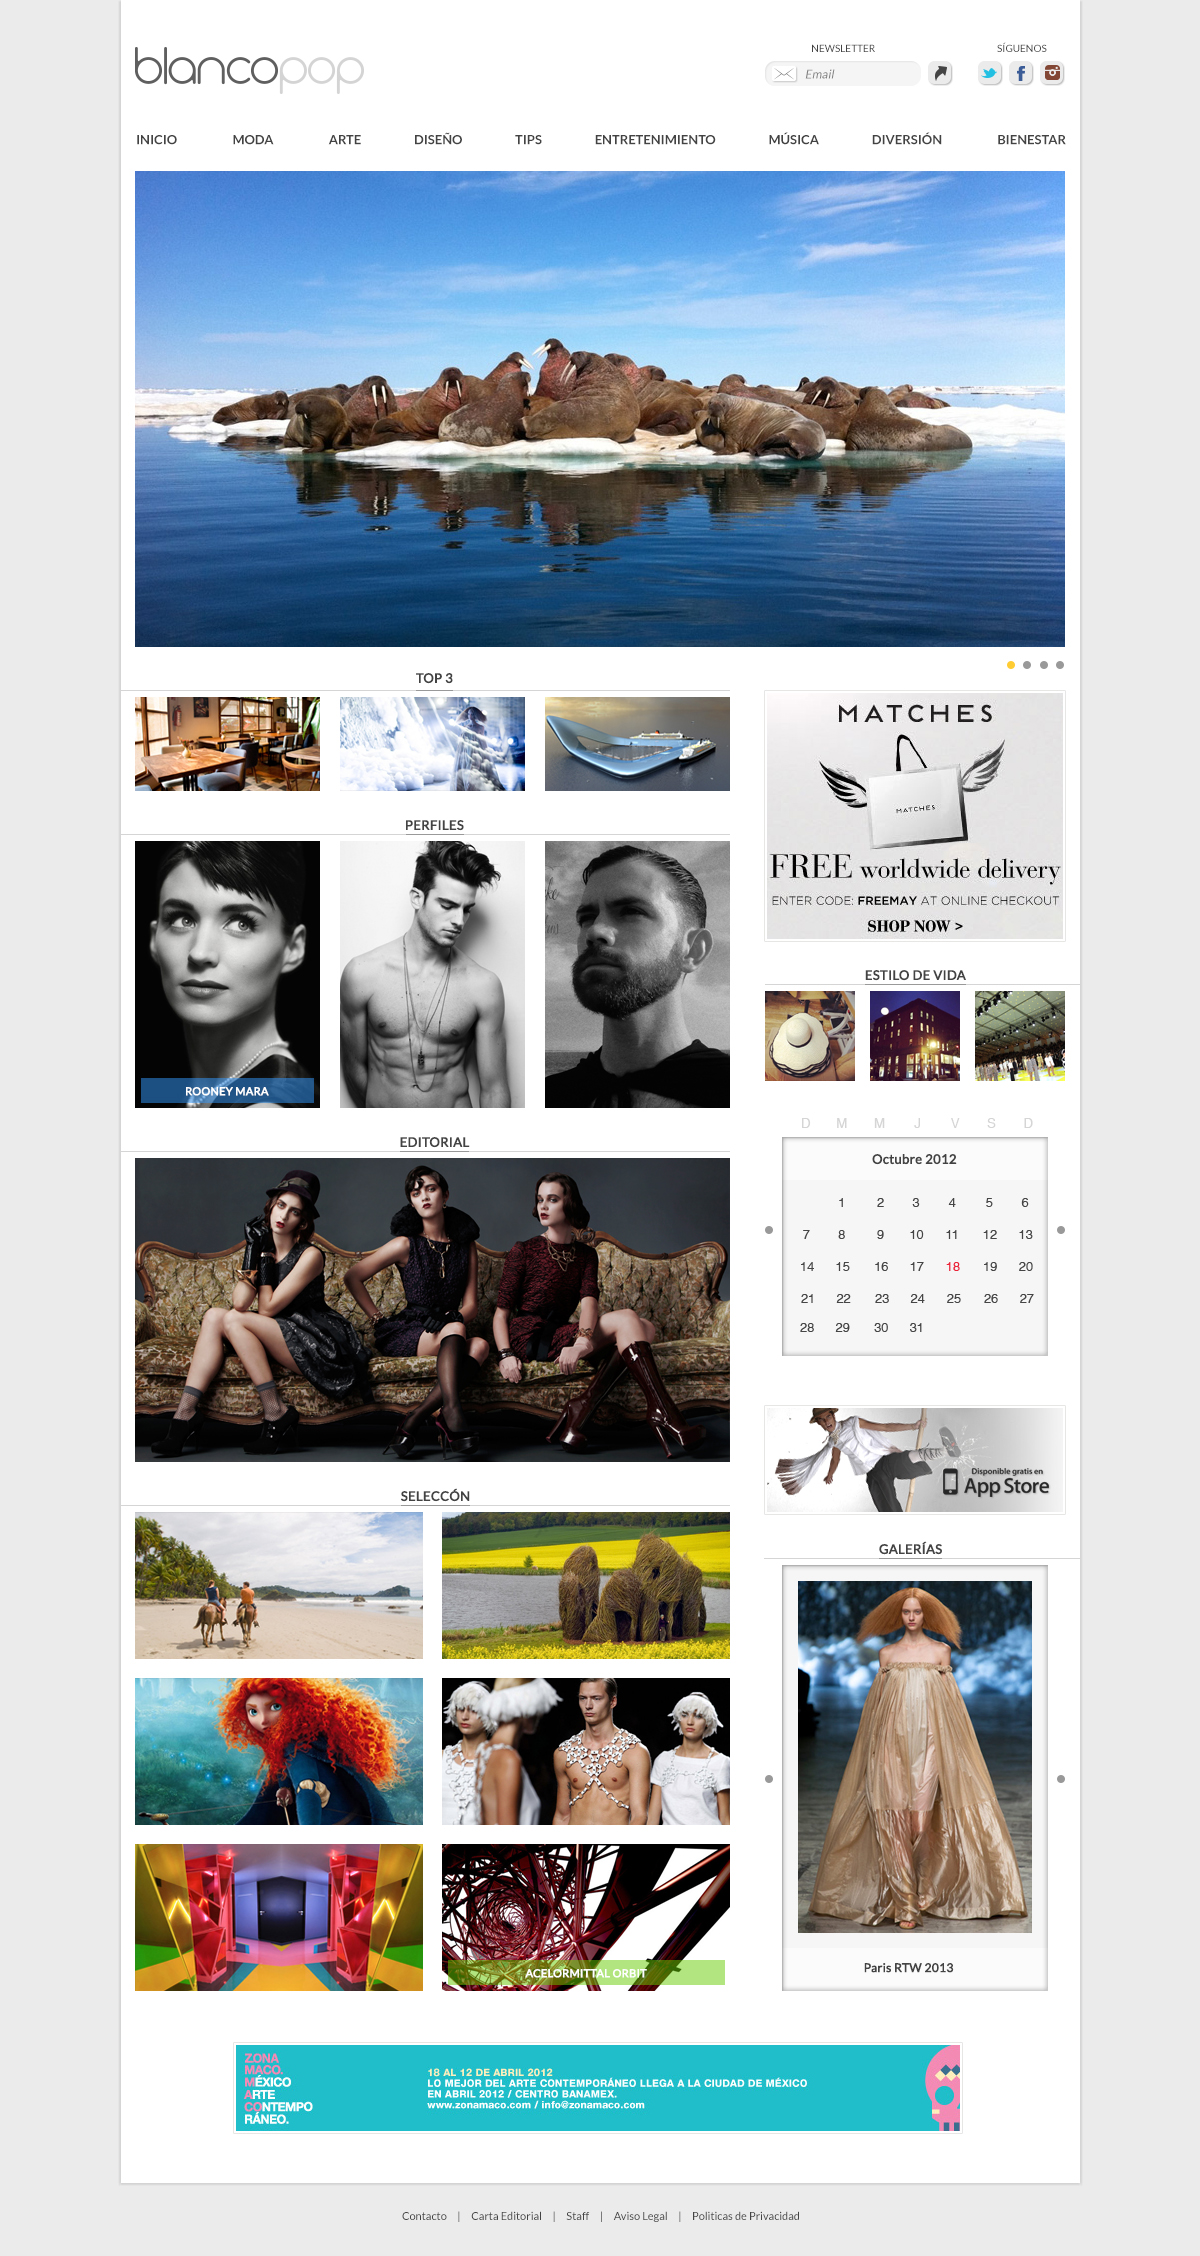 blancopop
NEWSLETTER
SÍGUENOS
Email
INICIO MODA ARTE DISEÑO TIPS ENTRETENIMIENTO MÚSICA DIVERSIÓN BIENESTAR
TOP 3
PERFILES
ROONEY MARA
EDITORIAL
SELECCÓN
ACELORMITTAL ORBIT
MATCHES
MATCHES
FREE worldwide delivery
ENTER CODE: FREEMAY AT ONLINE CHECKOUT
SHOP NOW >
ESTILO DE VIDA
D M M J V S D
Octubre 2012
1 2 3 4 5 6
7 8 9 10 11 12 13
14 15 16 17 18 19 20
21 22 23 24 25 26 27
28 29 30 31
Disponible gratis en
App Store
GALERÍAS
Paris RTW 2013
ZONA
MACO.
MÉXICO
ARTE
CONTEMPO
RÁNEO.
18 AL 12 DE ABRIL 2012
LO MEJOR DEL ARTE CONTEMPORÁNEO LLEGA A LA CIUDAD DE MÉXICO
EN ABRIL 2012 / CENTRO BANAMEX.
www.zonamaco.com / info@zonamaco.com
Contacto | Carta Editorial | Staff | Aviso Legal | Politicas de Privacidad